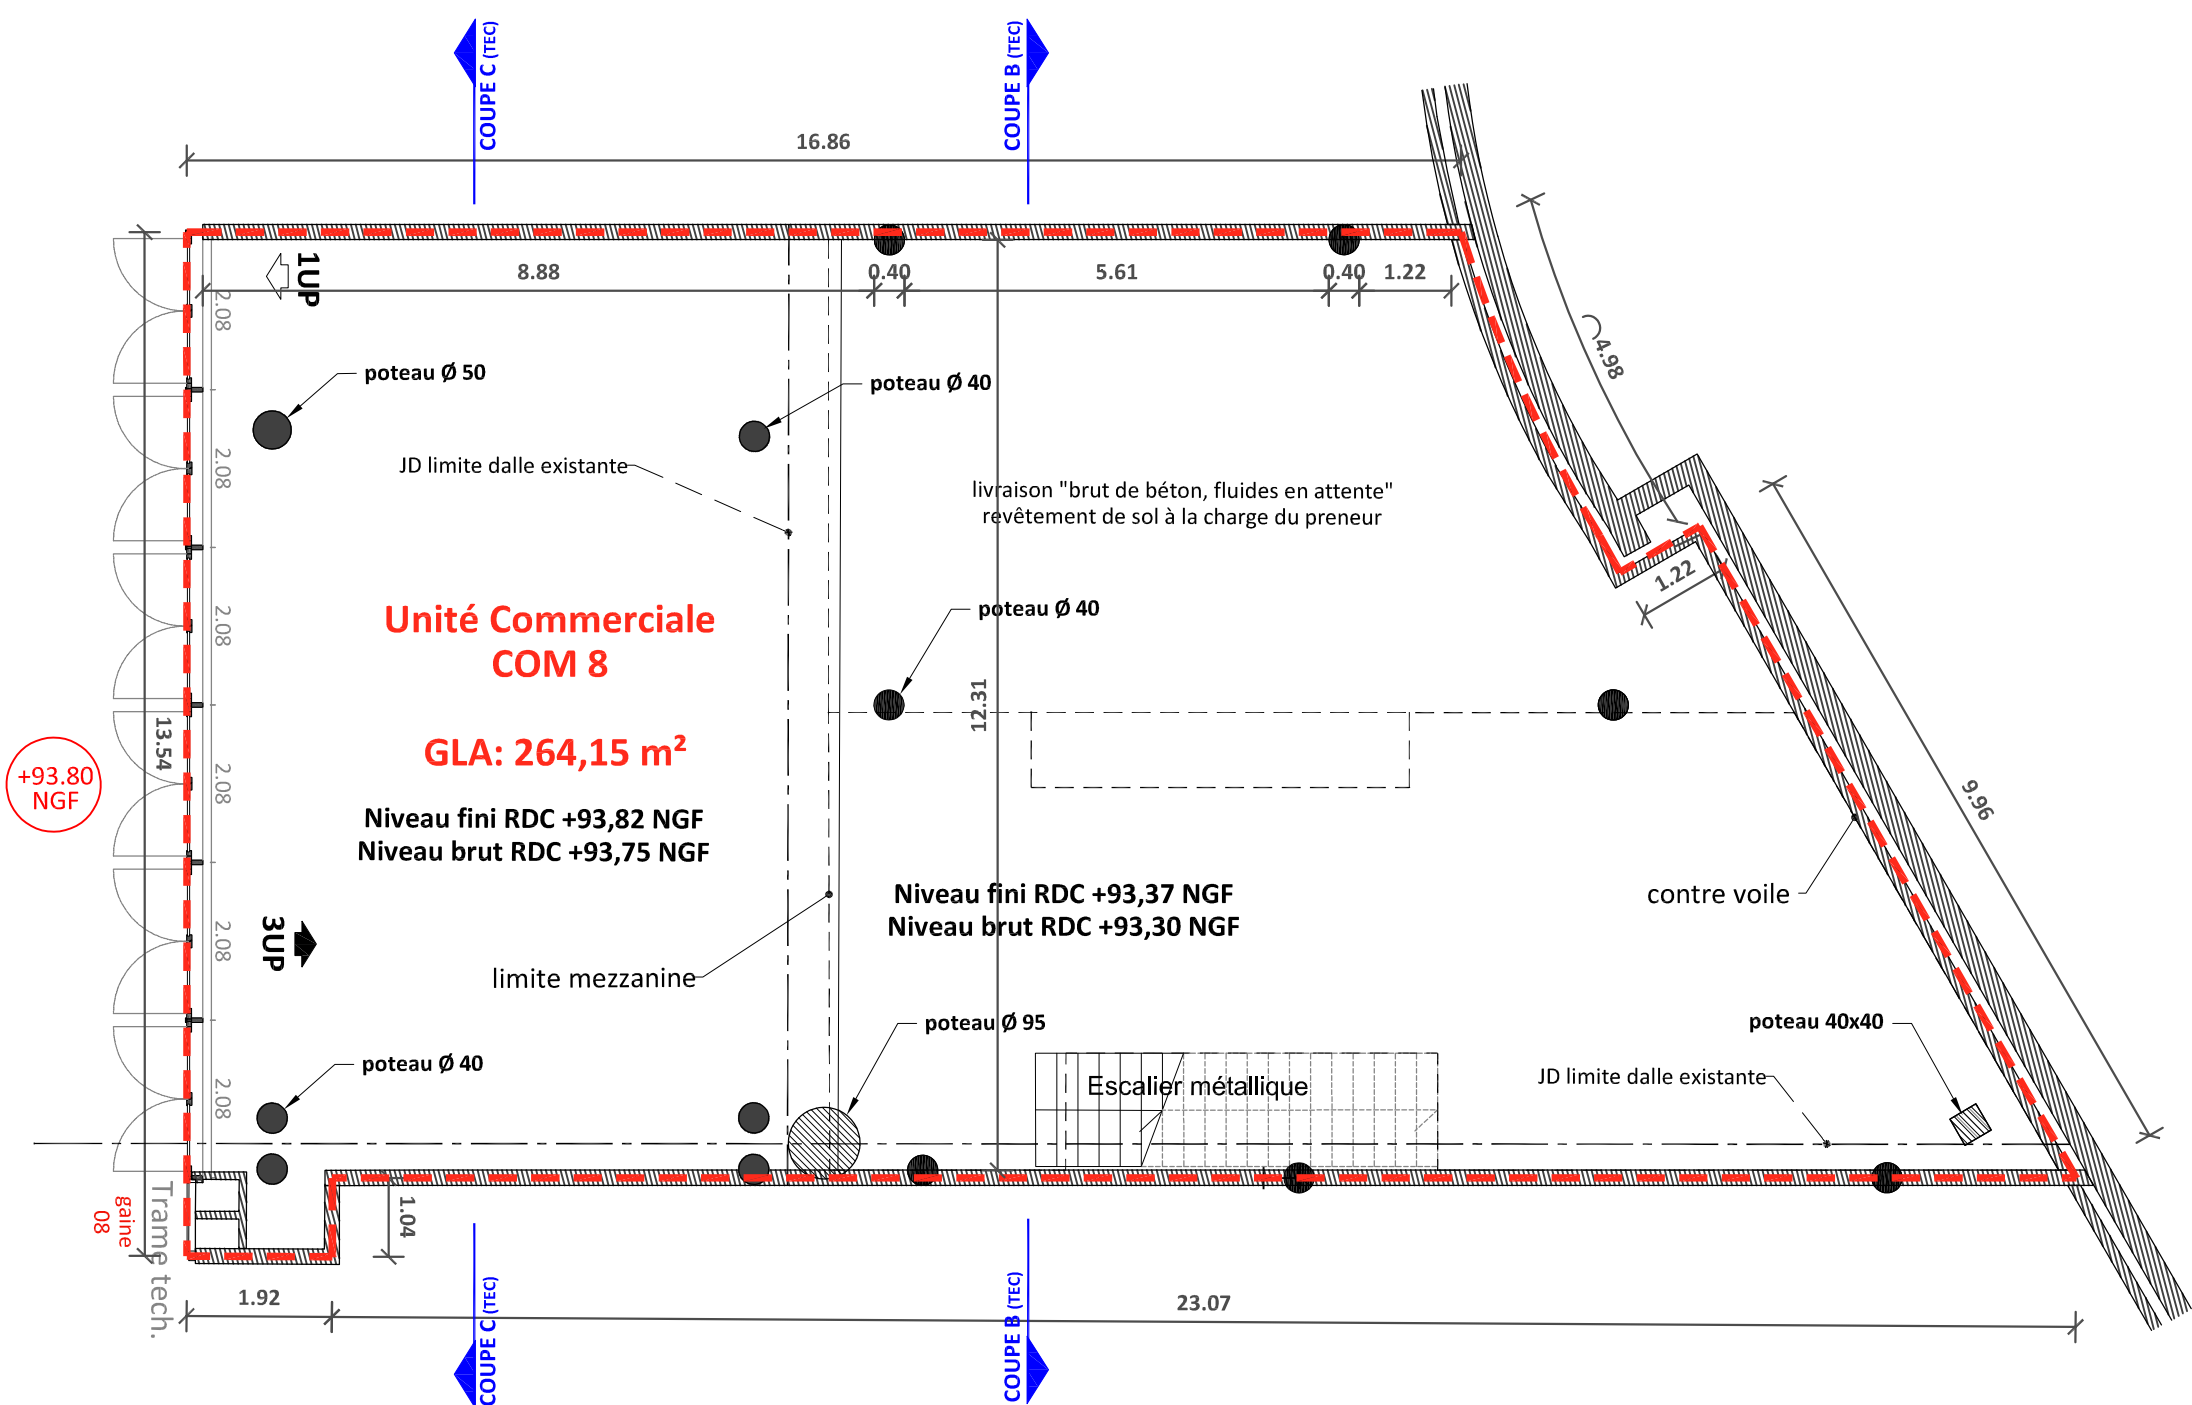 COUPE C (TEC)
COUPE B (TEC)
16.86
8.88
0.40
5.61
0.40
1.22
1UP
2.08
4.98
poteau Ø 50
poteau Ø 40
JD limite dalle existante
2.08
livraison "brut de béton, fluides en attente"
revêtement de sol à la charge du preneur
1.22
Unité Commerciale
COM 8
2.08
poteau Ø 40
12.31
GLA: 264,15 m²
13.54
2.08
+93.80
NGF
9.96
Niveau fini RDC +93,82 NGF
Niveau brut RDC +93,75 NGF
Niveau fini RDC +93,37 NGF
Niveau brut RDC +93,30 NGF
contre voile
3UP
2.08
limite mezzanine
poteau Ø 95
poteau 40x40
poteau Ø 40
2.08
Escalier métallique
JD limite dalle existante
gaine
08
Trame tech.
1.04
1.92
23.07
COUPE C (TEC)
COUPE B (TEC)